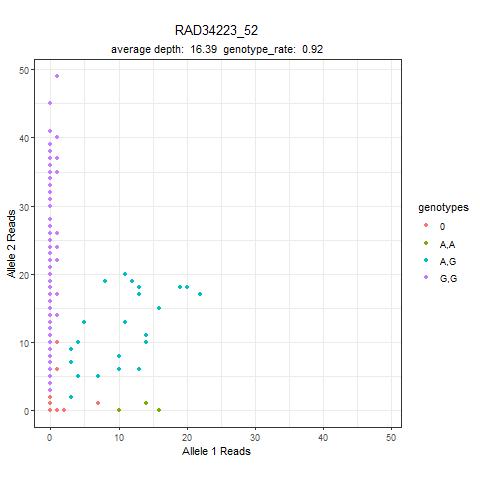 RAD34223_52
average depth:  16.39  genotype_rate:  0.92
50
40
30
20
10
0
Allele 2 Reads
0 10 20 30 40 50
Allele 1 Reads
genotypes
0
A,A
A,G
G,G